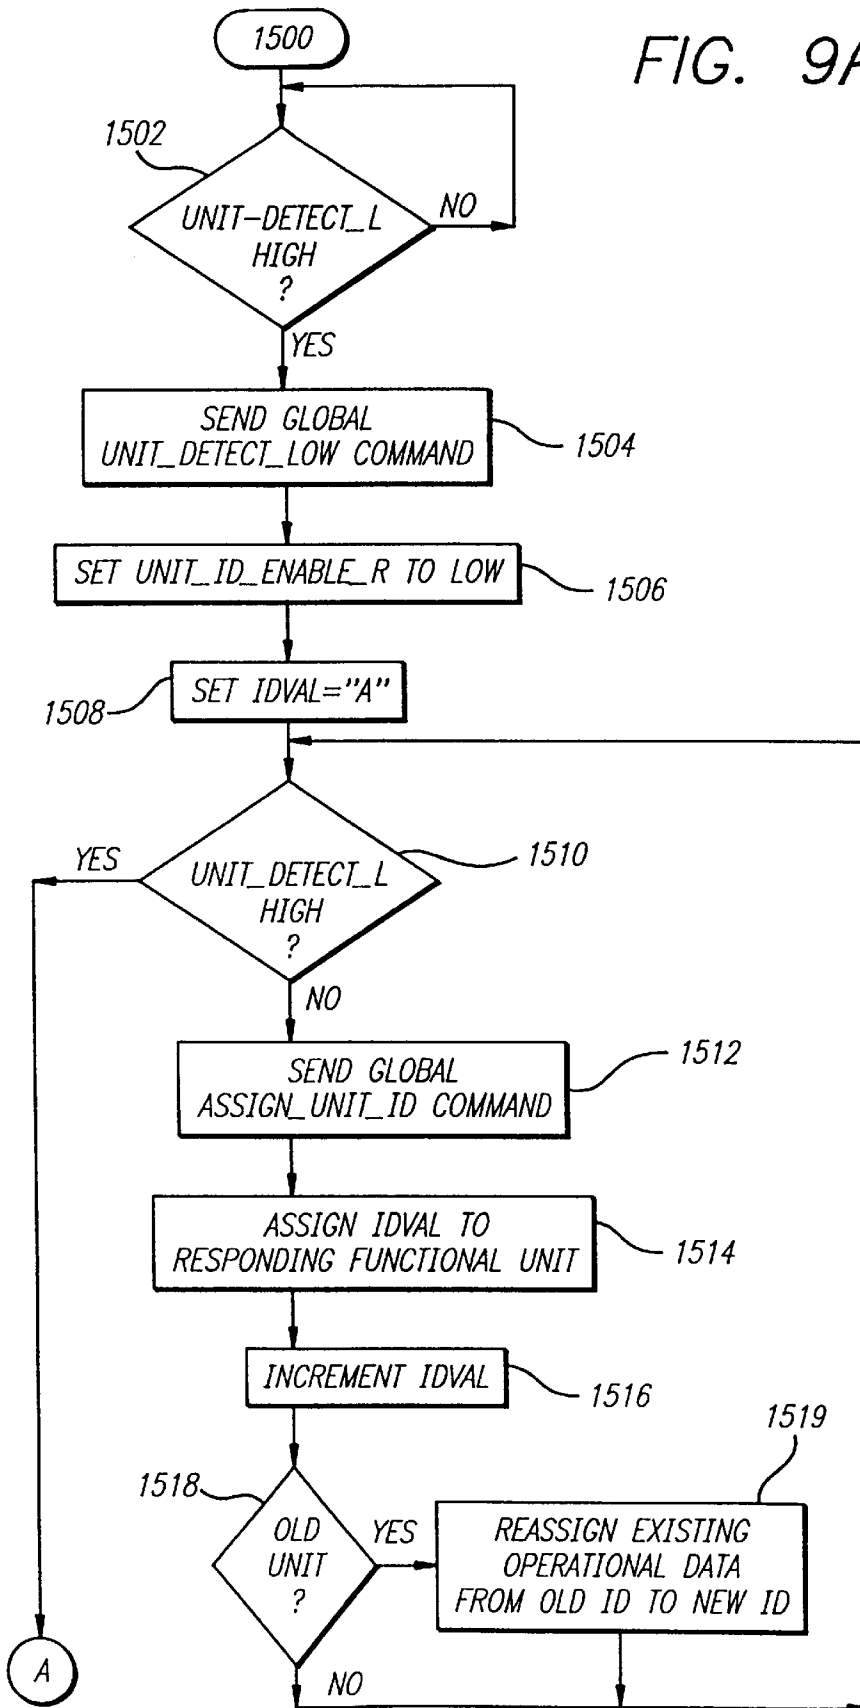 1500
FIG. 9A
1502
UNIT-DETECT_L
HIGH
?
NO
YES
SEND GLOBAL
UNIT_DETECT_LOW COMMAND
1504
SET UNIT_ID_ENABLE_R TO LOW
1506
SET IDVAL="A"
1508
YES
UNIT_DETECT_L
HIGH
?
1510
NO
SEND GLOBAL
ASSIGN_UNIT_ID COMMAND
1512
ASSIGN IDVAL TO
RESPONDING FUNCTIONAL UNIT
1514
INCREMENT IDVAL
1516
1518
OLD
UNIT
?
YES
1519
REASSIGN EXISTING
OPERATIONAL DATA
FROM OLD ID TO NEW ID
A
NO